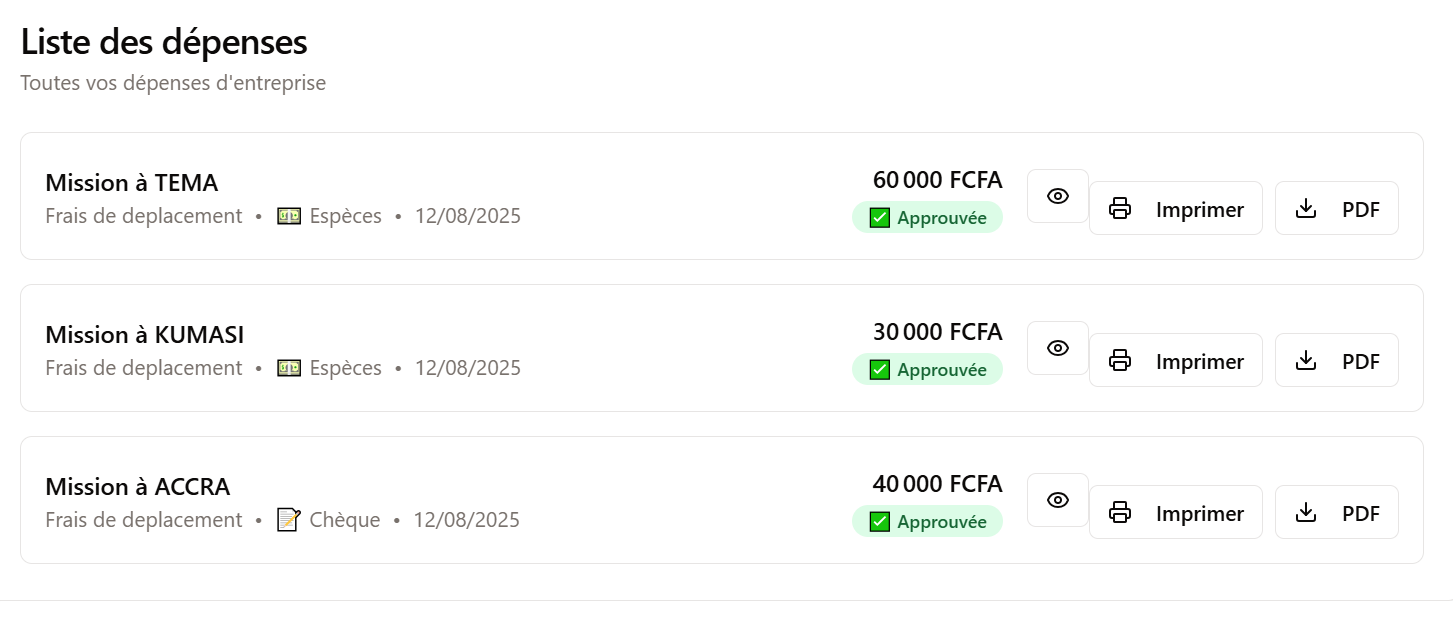 Liste des dépenses
Toutes vos dépenses d'entreprise
Mission à TEMA
Frais de deplacement • 💵 Espèces • 12/08/2025
60 000 FCFA
✅ Approuvée
Imprimer
PDF
Mission à KUMASI
Frais de deplacement • 💵 Espèces • 12/08/2025
30 000 FCFA
✅ Approuvée
Imprimer
PDF
Mission à ACCRA
Frais de deplacement • 📝 Chèque • 12/08/2025
40 000 FCFA
✅ Approuvée
Imprimer
PDF